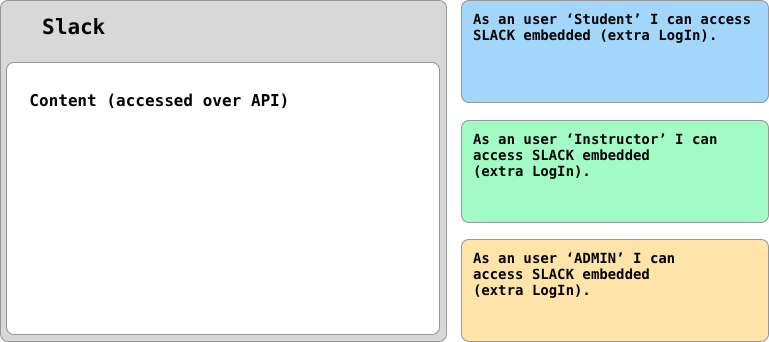 Slack
Content (accessed over API)
As an user ‘Student’ I can access
SLACK embedded (extra LogIn).
As an user ‘Instructor’ I can
access SLACK embedded
(extra LogIn).
As an user ‘ADMIN’ I can
access SLACK embedded
(extra LogIn).